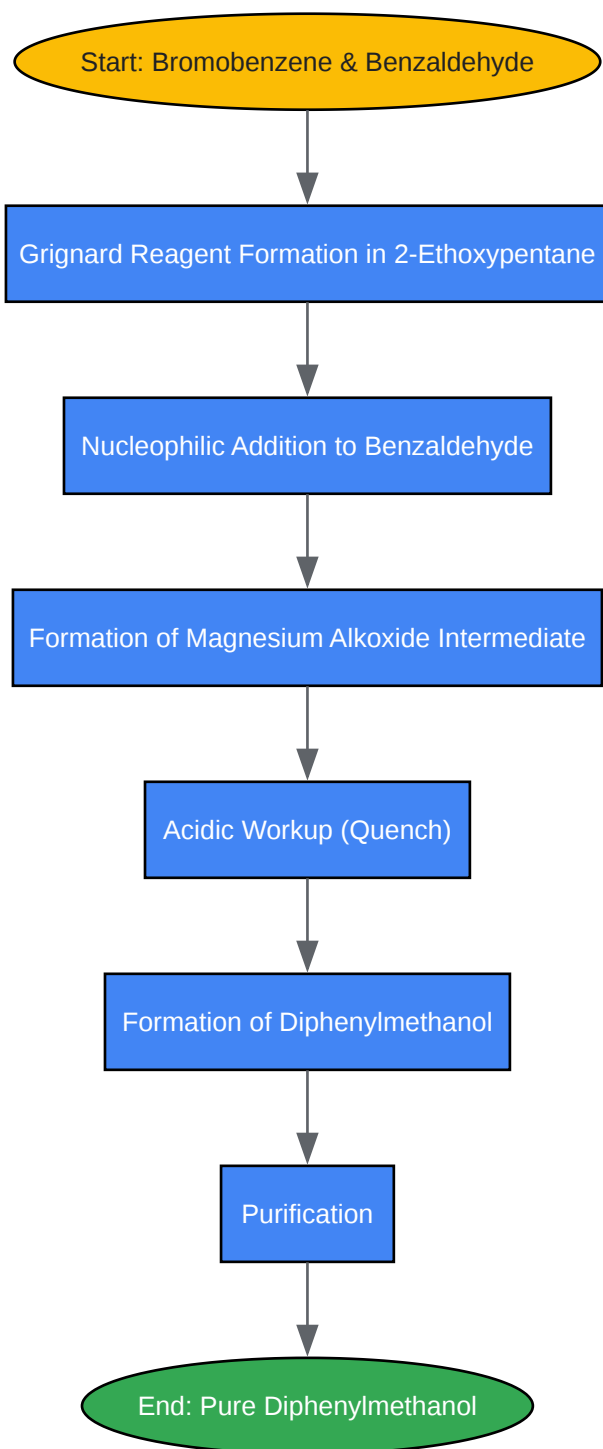 Start: Bromobenzene & Benzaldehyde
Grignard Reagent Formation in 2-Ethoxypentane
Nucleophilic Addition to Benzaldehyde
Formation of Magnesium Alkoxide Intermediate
Acidic Workup (Quench)
Formation of Diphenylmethanol
Purification
End: Pure Diphenylmethanol